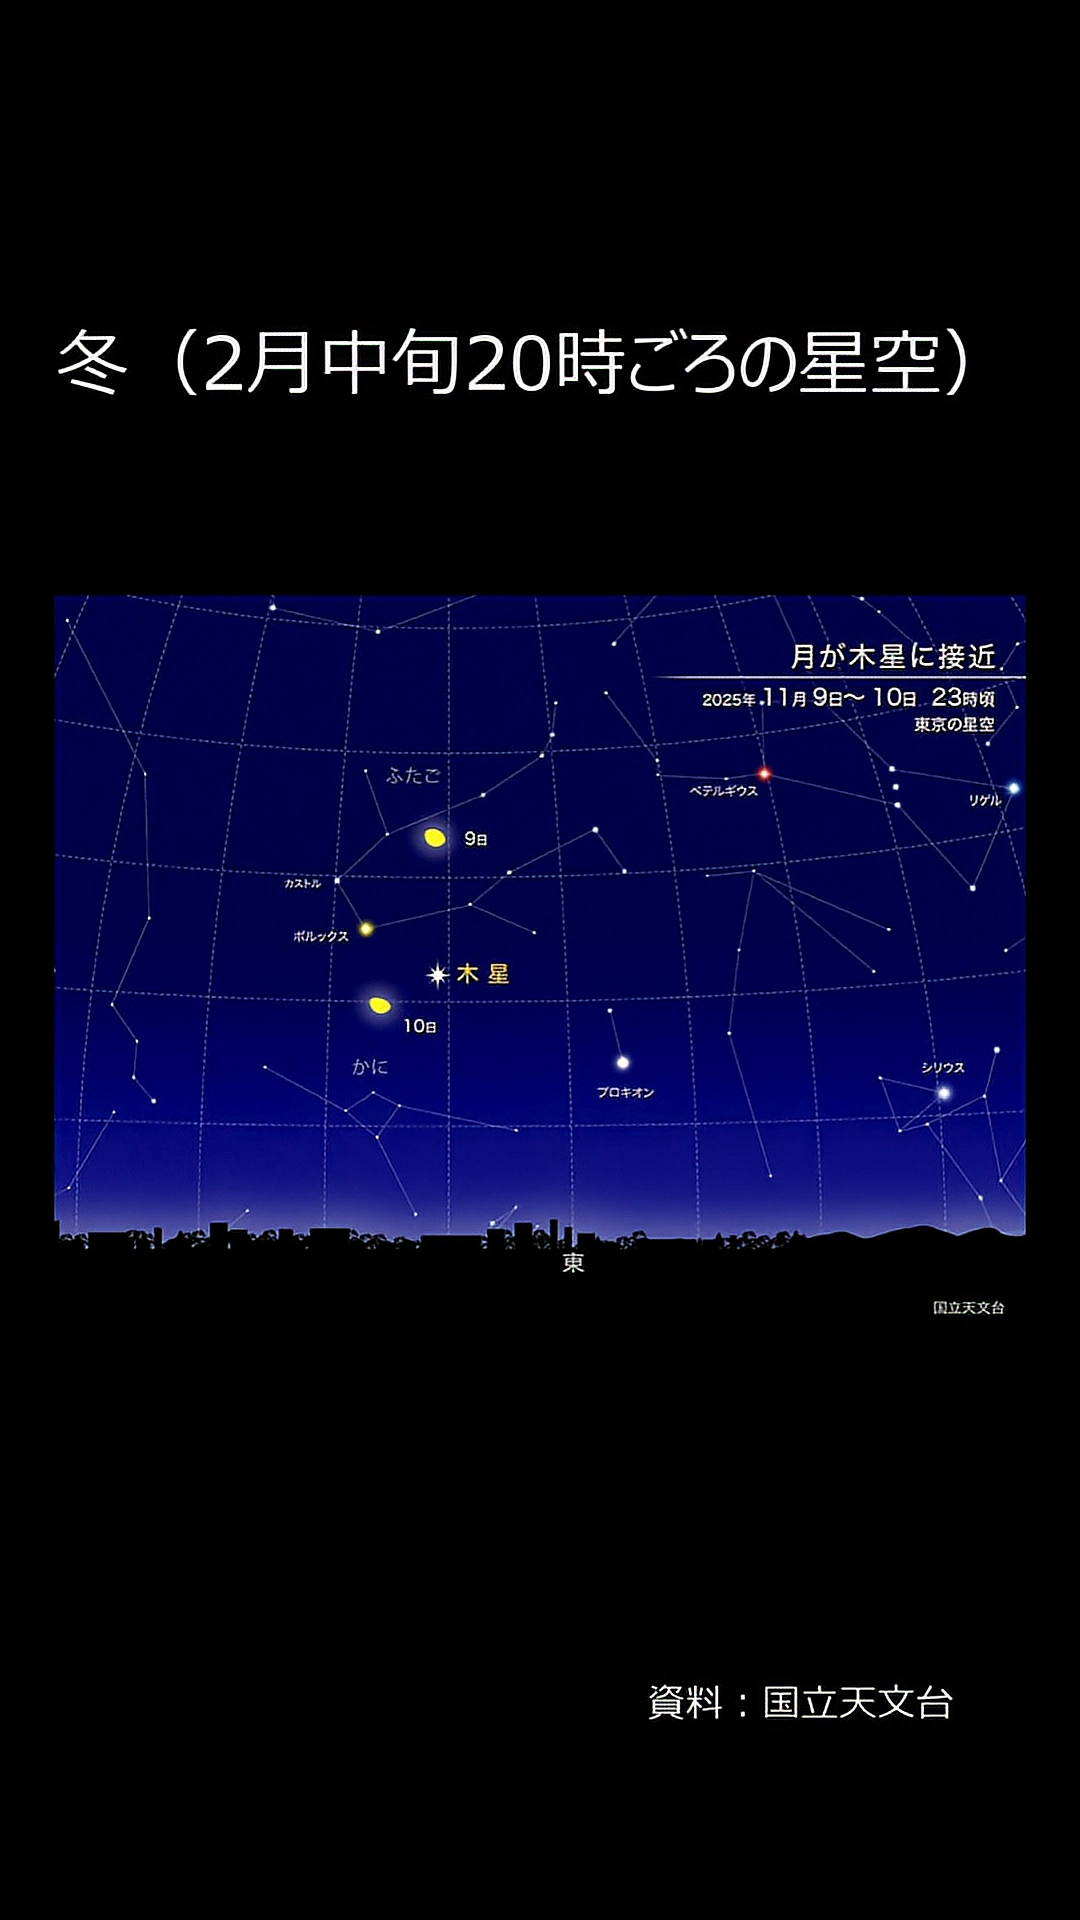 冬（2月中旬20時ごろの星空）
月が木星に接近
2025年 11月 9日〜 10日 23時頃
東京の星空
ふたご
ベテルギウス
リゲル
9日
カストル
ポルックス
木星
10日
かに
プロキオン
シリウス
東
国立天文台
資料：国立天文台